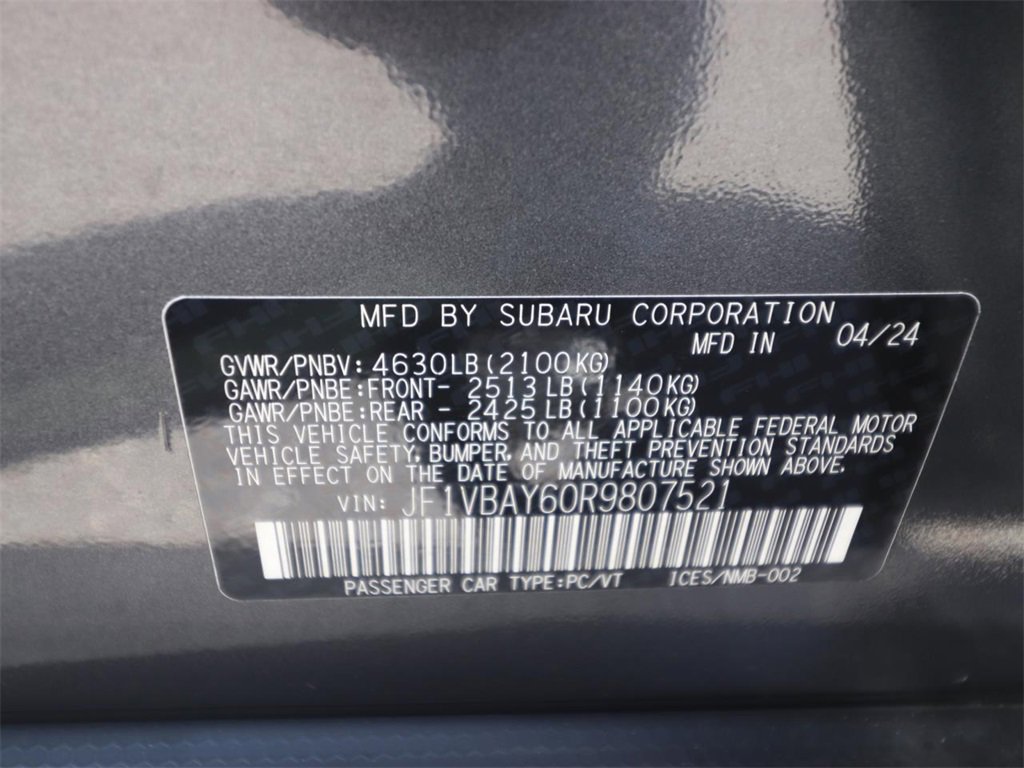 MFD BY SUBARU CORPORATION
MFD IN 04/24
GVWR/PNBV: 4630LB(2100KG)
GAWR/PNBE:FRONT- 2513LB(1140KG)
GAWR/PNBE:REAR - 2425LB(1100KG)
THIS VEHICLE CONFORMS TO ALL APPLICABLE FEDERAL MOTOR
VEHICLE SAFETY, BUMPER, AND THEFT PREVENTION STANDARDS
IN EFFECT ON THE DATE OF MANUFACTURE SHOWN ABOVE.
VIN: JF1VBAY60R9807521
PASSENGER CAR TYPE:PC/VT ICES/NMB-002